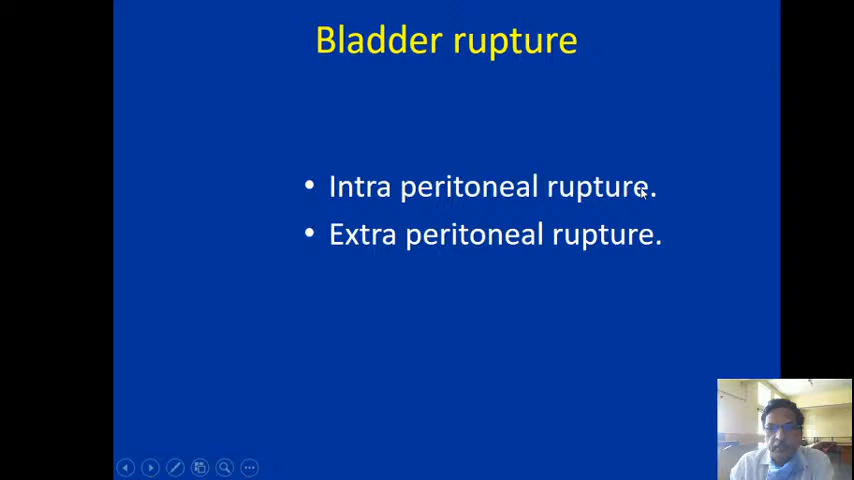 Bladder rupture
• Intra peritoneal rupture.
• Extra peritoneal rupture.